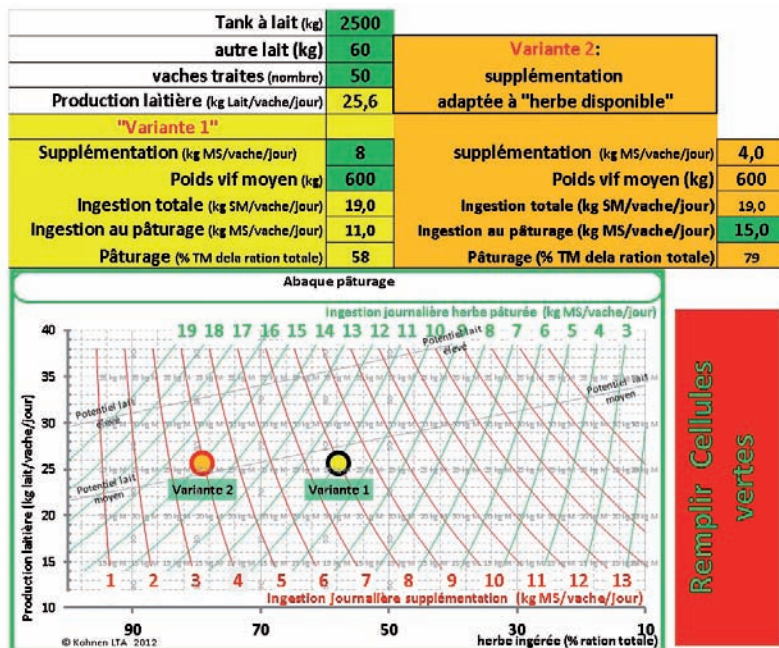 Tank à lait (kg) 2500
autre lait (kg) 60
vaches traites (nombre) 50
Production laìtière (kg Lait/vache/jour) 25,6
Variante 2:
supplémentation
adaptée à "herbe disponible"
"Variante 1"
Supplémentation (kg MS/vache/jour) 8
Poids vif moyen (kg) 600
Ingestion totale (kg SM/vache/jour) 19,0
Ingestion au pâturage (kg MS/vache/jour) 11,0
Pâturage (% TM dela ration totale) 58
supplémentation (kg MS/vache/jour) 4,0
Poids vif moyen (kg) 600
Ingestion totale (kg SM/vache/jour) 19,0
Ingestion au pâturage (kg MS/vache/jour) 15,0
Pâturage (% TM dela ration totale) 79
Abaque pâturage
Ingestion journalière herbe pâturée (kg MS/vache/jour)
19 18 17 16 15 14 13 12 11 10 9 8 7 6 5 4 3
Production laitière (kg lait/vache/jour)
40
35
30
25
20
15
10
Potentiel lait
élevé
Potentiel lait
moyen
Potentiel lait
élevé
Potentiel lait
moyen
Variante 2
Variante 1
1 2 3 4 5 6 7 8 9 10 11 12 13
Ingestion journalière supplémentation (kg MS/vache/jour)
90 70 50 30 10
© Kohnen LTA 2012
herbe ingérée (% ration totale)
Remplir Cellules
vertes